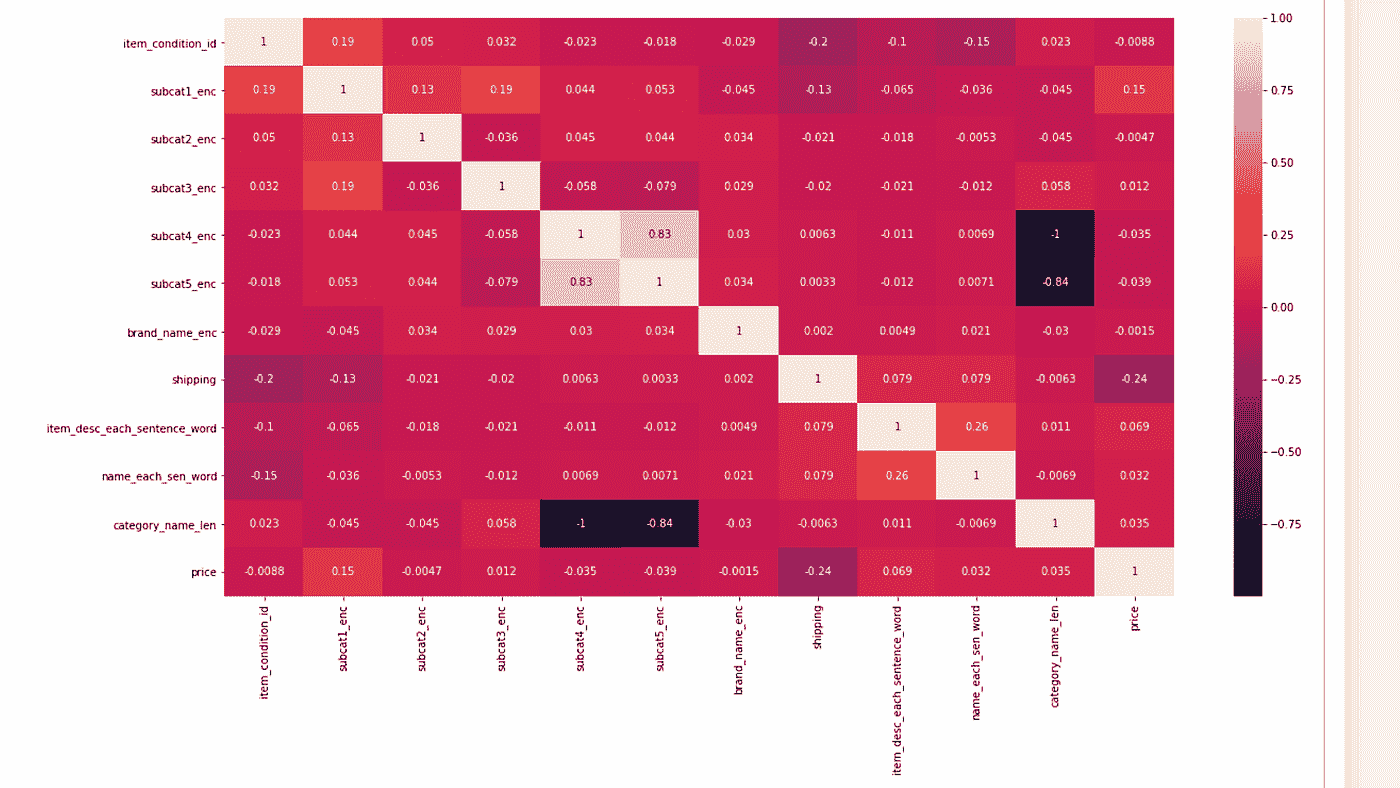 item_condition_id 1 0.19 0.05 0.032 -0.023 -0.018 -0.029 -0.2 -0.1 -0.15 0.023 -0.0088
subcat1_enc 0.19 1 0.13 0.19 0.044 0.053 -0.045 -0.13 -0.065 -0.036 -0.045 0.15
subcat2_enc 0.05 0.13 1 -0.036 0.045 0.044 0.034 -0.021 -0.018 -0.0053 -0.045 -0.0047
subcat3_enc 0.032 0.19 -0.036 1 -0.058 -0.079 0.029 -0.02 -0.021 -0.012 0.058 0.012
subcat4_enc -0.023 0.044 0.045 -0.058 1 0.83 0.03 0.0063 -0.011 0.0069 -1 -0.035
subcat5_enc -0.018 0.053 0.044 -0.079 0.83 1 0.034 0.0033 -0.012 0.0071 -0.84 -0.039
brand_name_enc -0.029 -0.045 0.034 0.029 0.03 0.034 1 0.002 0.0049 0.021 -0.03 -0.0015
shipping -0.2 -0.13 -0.021 -0.02 0.0063 0.0033 0.002 1 0.079 0.079 -0.0063 -0.24
item_desc_each_sentence_word -0.1 -0.065 -0.018 -0.021 -0.011 -0.012 0.0049 0.079 1 0.26 0.011 0.069
name_each_sen_word -0.15 -0.036 -0.0053 -0.012 0.0069 0.0071 0.021 0.079 0.26 1 -0.0069 0.032
category_name_len 0.023 -0.045 -0.045 0.058 -1 -0.84 -0.03 -0.0063 0.011 -0.0069 1 0.035
price -0.0088 0.15 -0.0047 0.012 -0.035 -0.039 -0.0015 -0.24 0.069 0.032 0.035 1
item_condition_id
subcat1_enc
subcat2_enc
subcat3_enc
subcat4_enc
subcat5_enc
brand_name_enc
shipping
item_desc_each_sentence_word
name_each_sen_word
category_name_len
price
1.00
0.75
0.50
0.25
0.00
−0.25
−0.50
−0.75